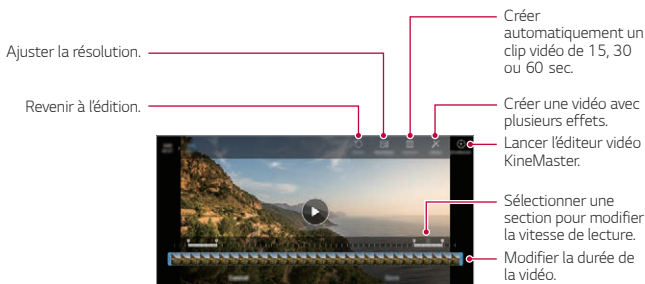 Créer
automatiquement un
clip vidéo de 15, 30
ou 60 sec.
Ajuster la résolution.
Revenir à l'édition.
Créer une vidéo avec
plusieurs effets.
Lancer l'éditeur vidéo
KineMaster.
Sélectionner une
section pour modifier
la vitesse de lecture.
Modifier la durée de
la vidéo.